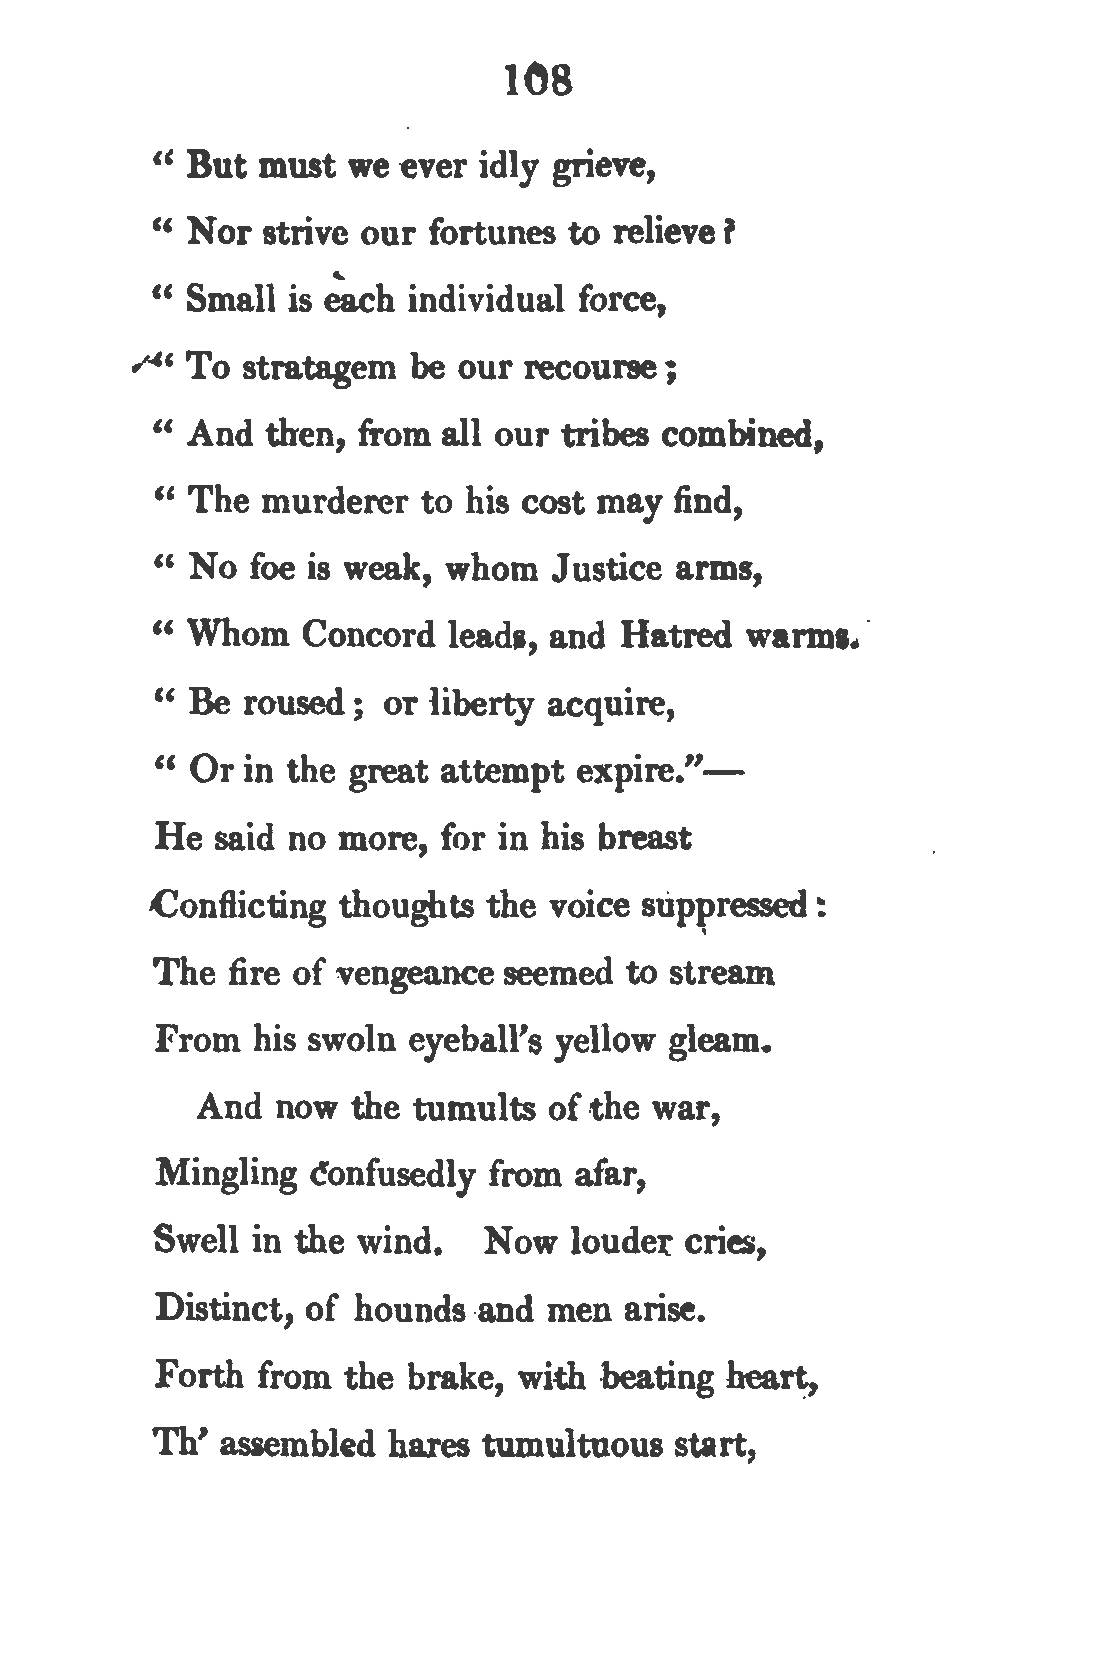 108
“ But must we ever idly grieve,
“ Nor strive our fortunes to relieve ?
“ Small is each individual force,
“ To stratagem be our recourse ;
“ And then, from all our tribes combined,
“ The murderer to his cost may find,
“ No foe is weak, whom Justice arms,
“ Whom Concord leads, and Hatred warms.
“ Be roused ; or liberty acquire,
“ Or in the great attempt expire.”—
He said no more, for in his breast
Conflicting thoughts the voice suppressed :
The fire of vengeance seemed to stream
From his swoln eyeball’s yellow gleam.
And now the tumults of the war,
Mingling confusedly from afar,
Swell in the wind. Now louder cries,
Distinct, of hounds and men arise.
Forth from the brake, with beating heart,
Th’ assembled hares tumultuous start,